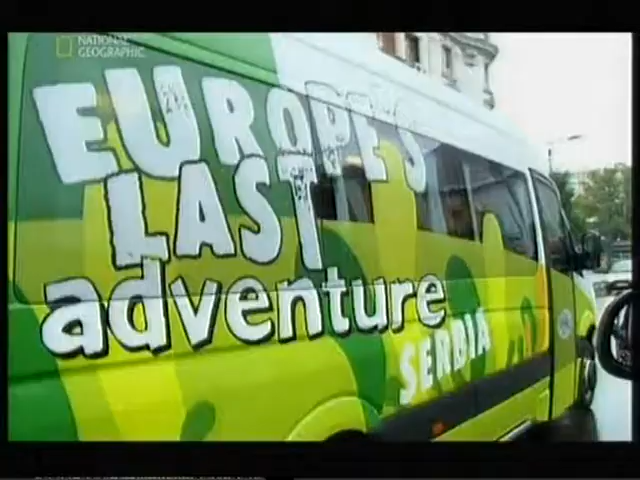 NATIONAL
GEOGRAPHIC
EUROPE'S
LAST
adventure
SERBIA